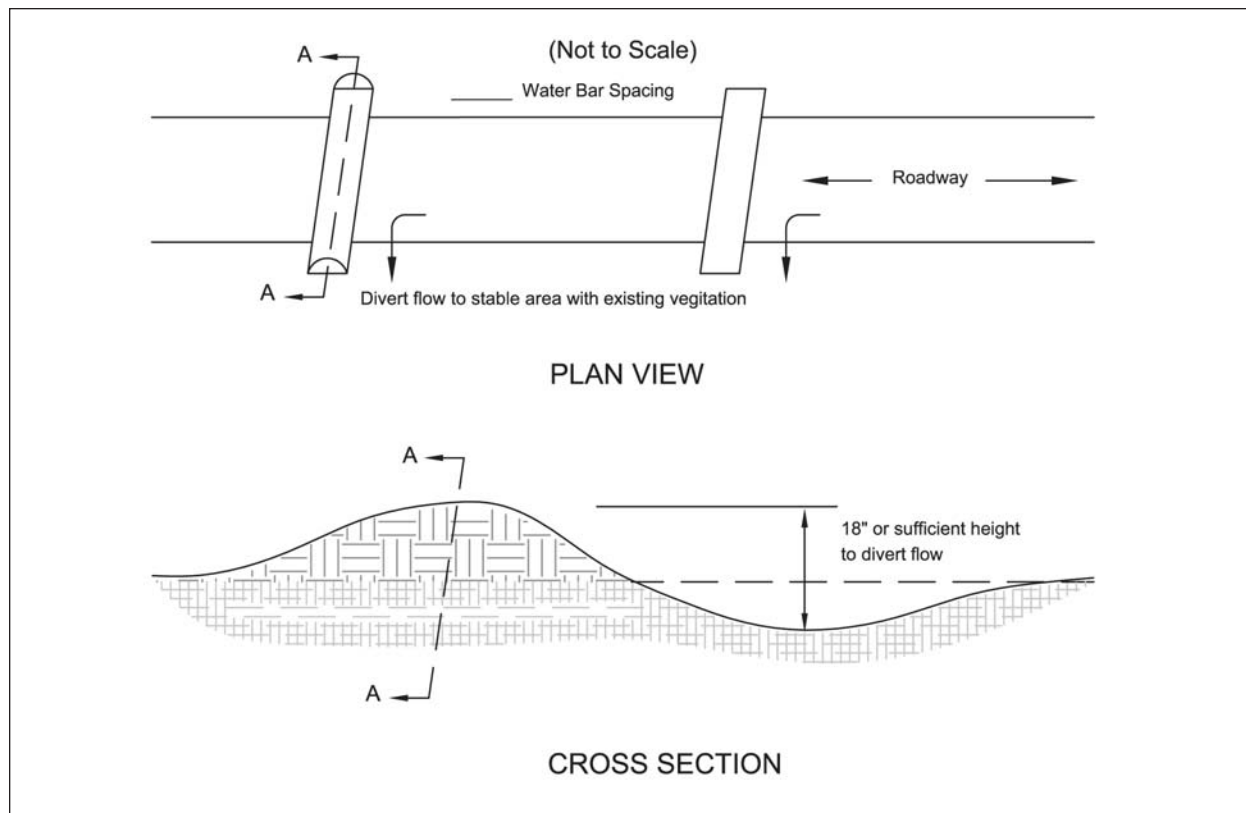 (Not to Scale)
A
Water Bar Spacing
Roadway
A
Divert flow to stable area with existing vegitation
PLAN VIEW
A
18" or sufficient height
to divert flow
A
CROSS SECTION